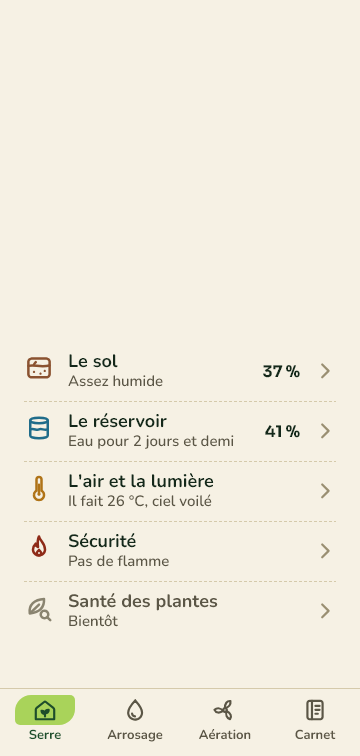 Le sol
37 %
Assez humide
Le réservoir
41 %
Eau pour 2 jours et demi
L'air et la lumière
Il fait 26 °C, ciel voilé
Sécurité
Pas de flamme
Santé des plantes
Bientôt
Serre
Arrosage
Aération
Carnet